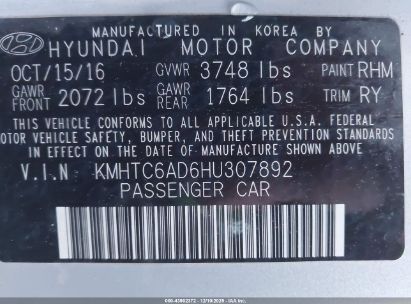 MANUFACTURED IN KOREA
HYUNDAI MOTOR COMPANY
OCT/15/16 GVWR 3748 lbs PAINT RHM
GAWR FRONT 2072 lbs GAWR REAR 1764 lbs TRIM RY
THIS VEHICLE CONFORMS TO ALL APPLICABLE U.S.A. FEDERAL
MOTOR VEHICLE SAFETY, BUMPER, AND THEFT PREVENTION STANDARDS
IN EFFECT ON THE DATE OF MANUFACTURE SHOWN ABOVE.
V.I.N KMHTC6AD6HU307892
PASSENGER CAR